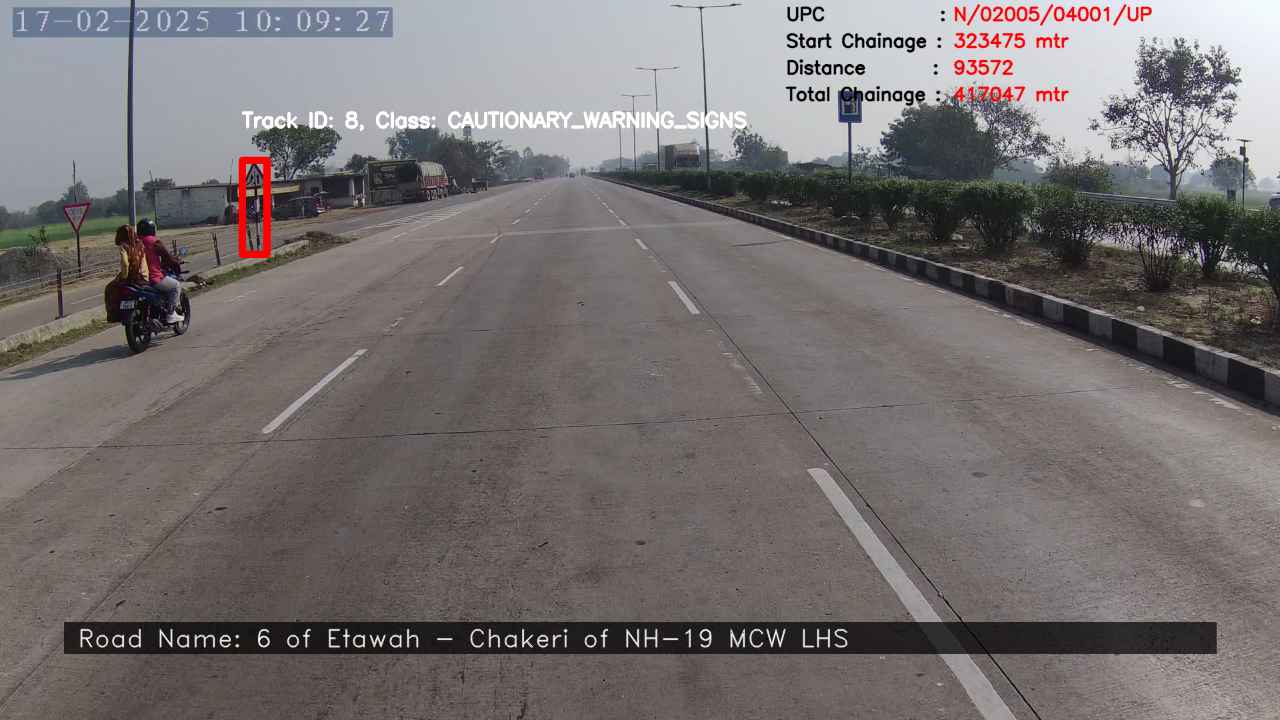 17-02-2025 10:09:27
UPC : N/02005/04001/UP
Start Chainage : 323475 mtr
Distance : 93572
Total Chainage : 417047 mtr
Track ID: 8, Class: CAUTIONARY_WARNING_SIGNS
Road Name: 6 of Etawah - Chakeri of NH-19 MCW LHS